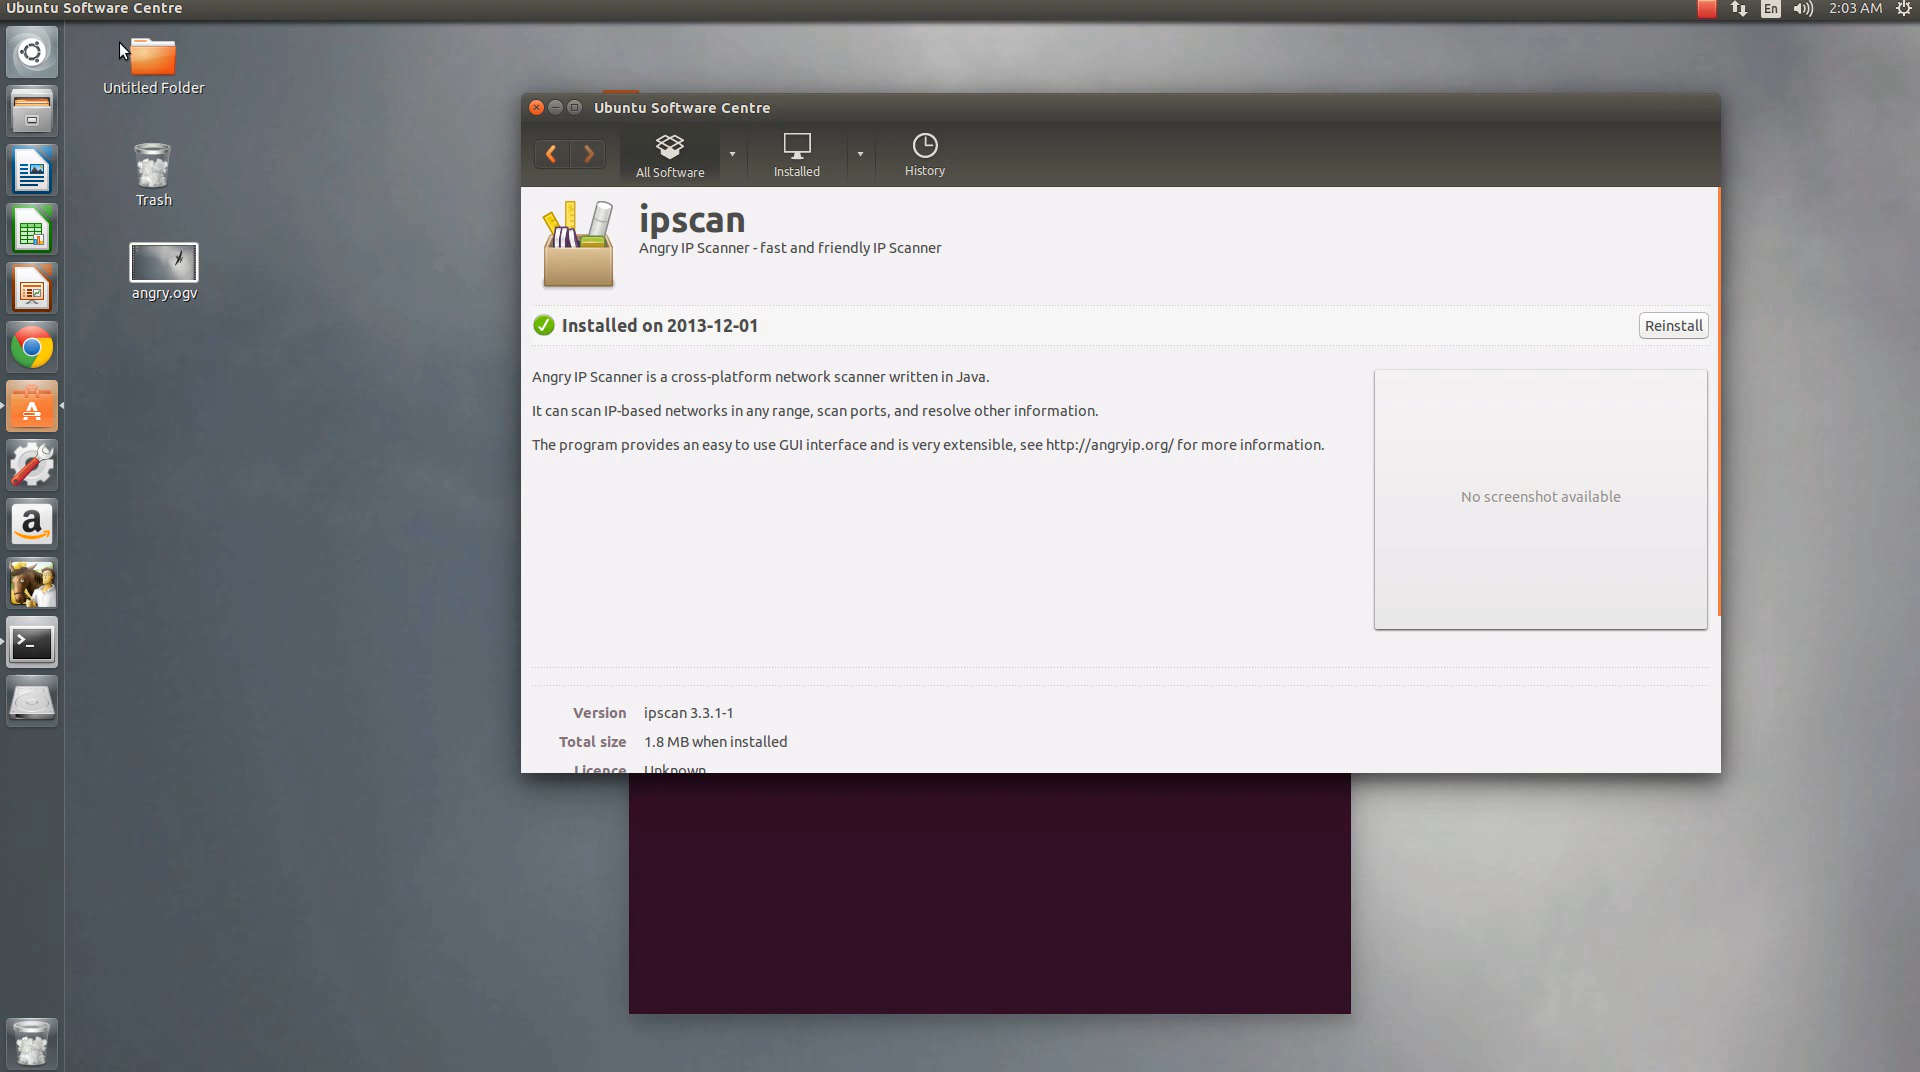 Ubuntu Software Centre
En
2:03 AM
Untitled Folder
Trash
angry.ogv
Ubuntu Software Centre
All Software
Installed
History
ipscan
Angry IP Scanner - fast and friendly IP Scanner
Installed on 2013-12-01
Reinstall
Angry IP Scanner is a cross-platform network scanner written in Java.
It can scan IP-based networks in any range, scan ports, and resolve other information.
The program provides an easy to use GUI interface and is very extensible, see http://angryip.org/ for more information.
No screenshot available
Version ipscan 3.3.1-1
Total size 1.8 MB when installed
Licence Unknown